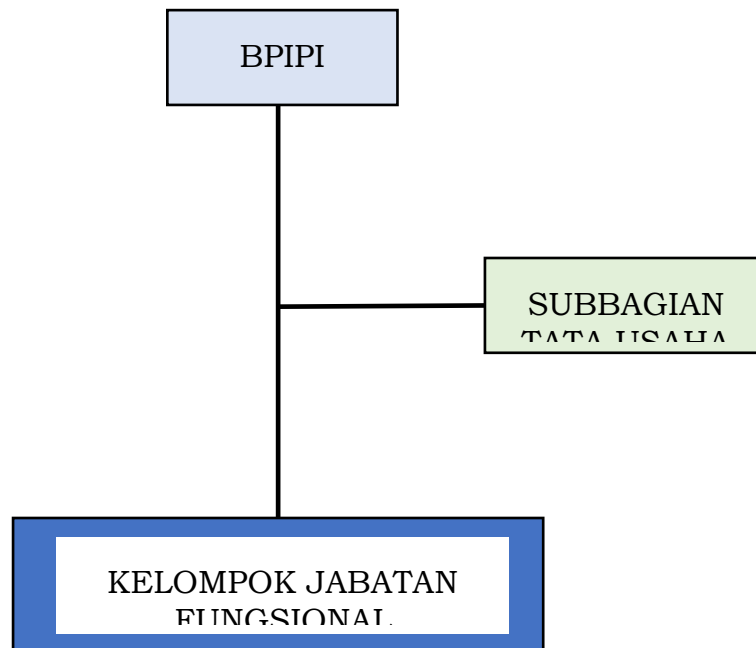 BPIPI
SUBBAGIAN
TATA USAHA
KELOMPOK JABATAN
FUNGSIONAL